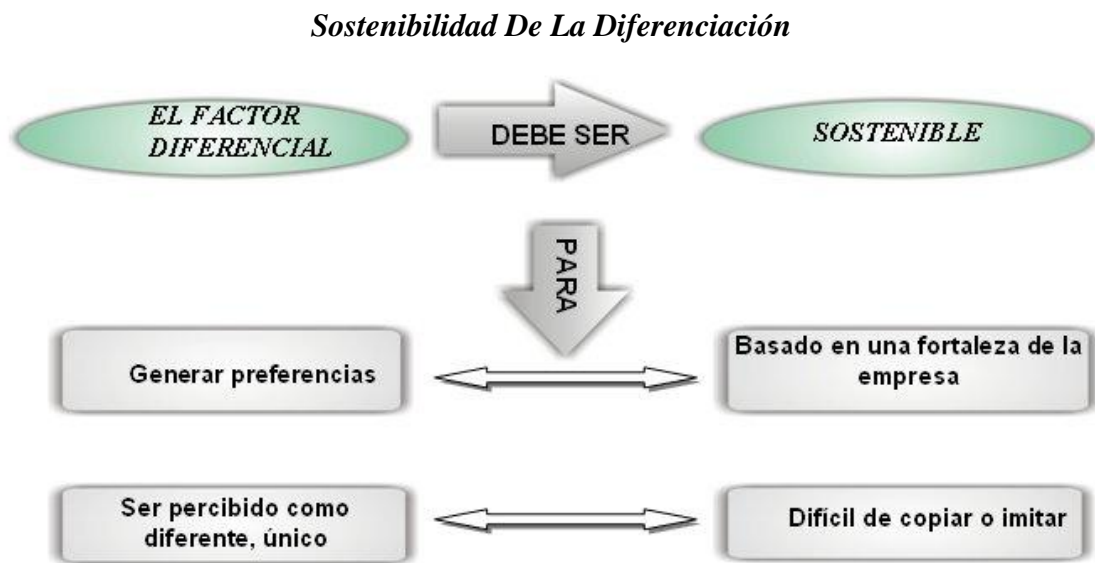 Sostenibilidad De La Diferenciación
EL FACTOR
DIFERENCIAL
DEBE SER
SOSTENIBLE
PARA
Generar preferencias
Basado en una fortaleza de la
empresa
Ser percibido como
diferente, único
Difícil de copiar o imitar